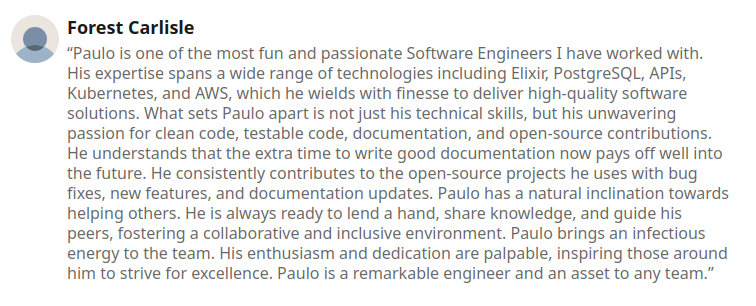 Forest Carlisle
“Paulo is one of the most fun and passionate Software Engineers I have worked with.
His expertise spans a wide range of technologies including Elixir, PostgreSQL, APIs,
Kubernetes, and AWS, which he wields with finesse to deliver high-quality software
solutions. What sets Paulo apart is not just his technical skills, but his unwavering
passion for clean code, testable code, documentation, and open-source contributions.
He understands that the extra time to write good documentation now pays off well into
the future. He consistently contributes to the open-source projects he uses with bug
fixes, new features, and documentation updates. Paulo has a natural inclination towards
helping others. He is always ready to lend a hand, share knowledge, and guide his
peers, fostering a collaborative and inclusive environment. Paulo brings an infectious
energy to the team. His enthusiasm and dedication are palpable, inspiring those around
him to strive for excellence. Paulo is a remarkable engineer and an asset to any team.”